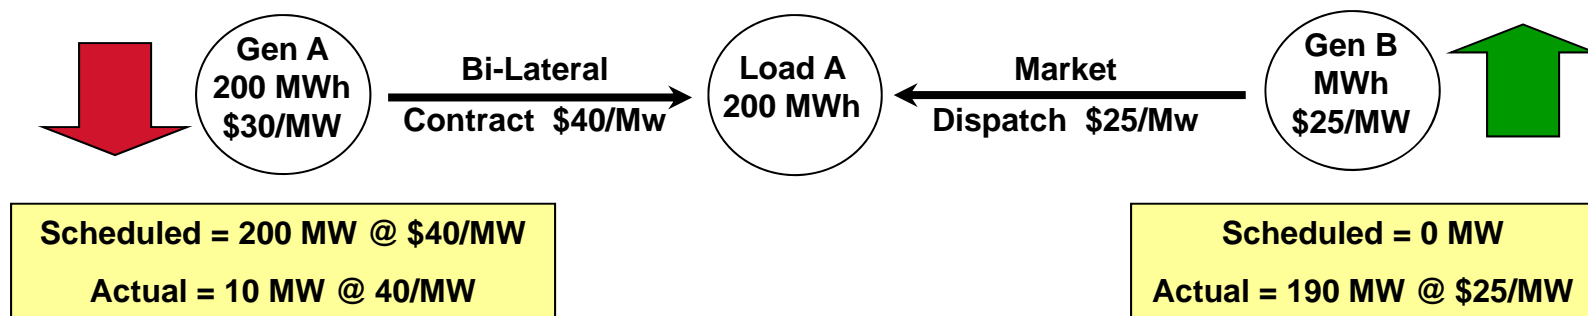 Gen A
200 MWh
$30/MW
Bi-Lateral
Contract $40/Mw
Load A
200 MWh
Market
Dispatch $25/Mw
Gen B
MWh
$25/MW
Scheduled = 200 MW @ $40/MW
Actual = 10 MW @ 40/MW
Scheduled = 0 MW
Actual = 190 MW @ $25/MW